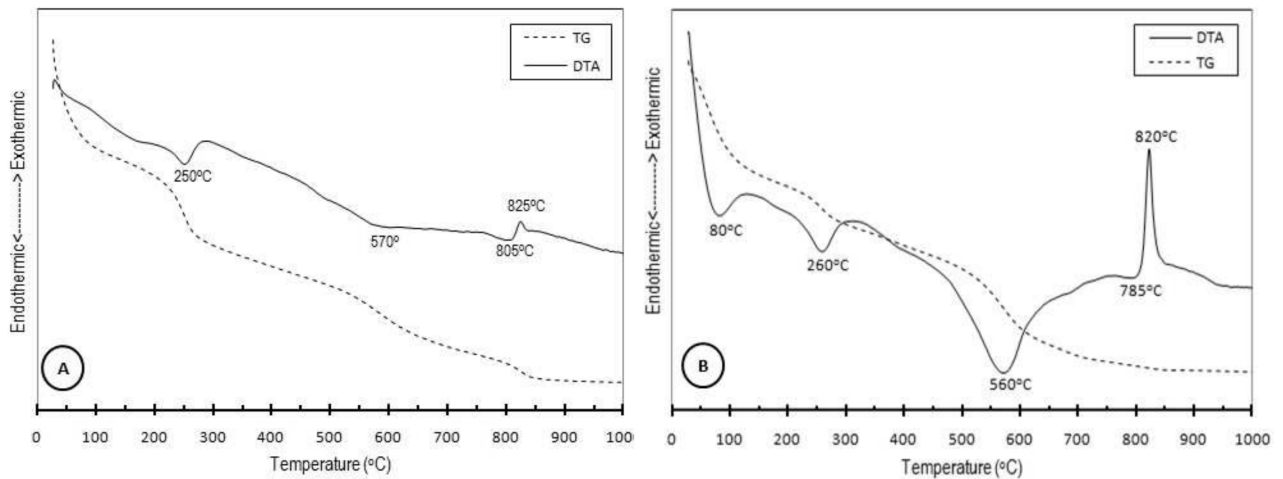 TG
DTA
Endothermic<------->Exothermic
250ºC
570º
825ºC
805ºC
A
0 100 200 300 400 500 600 700 800 900 100
Temperature (ºC)
DTA
TG
Endothermic<------->Exothermic
820ºC
80ºC
260ºC
785ºC
560ºC
B
0 100 200 300 400 500 600 700 800 900 1000
Temperature (ºC)